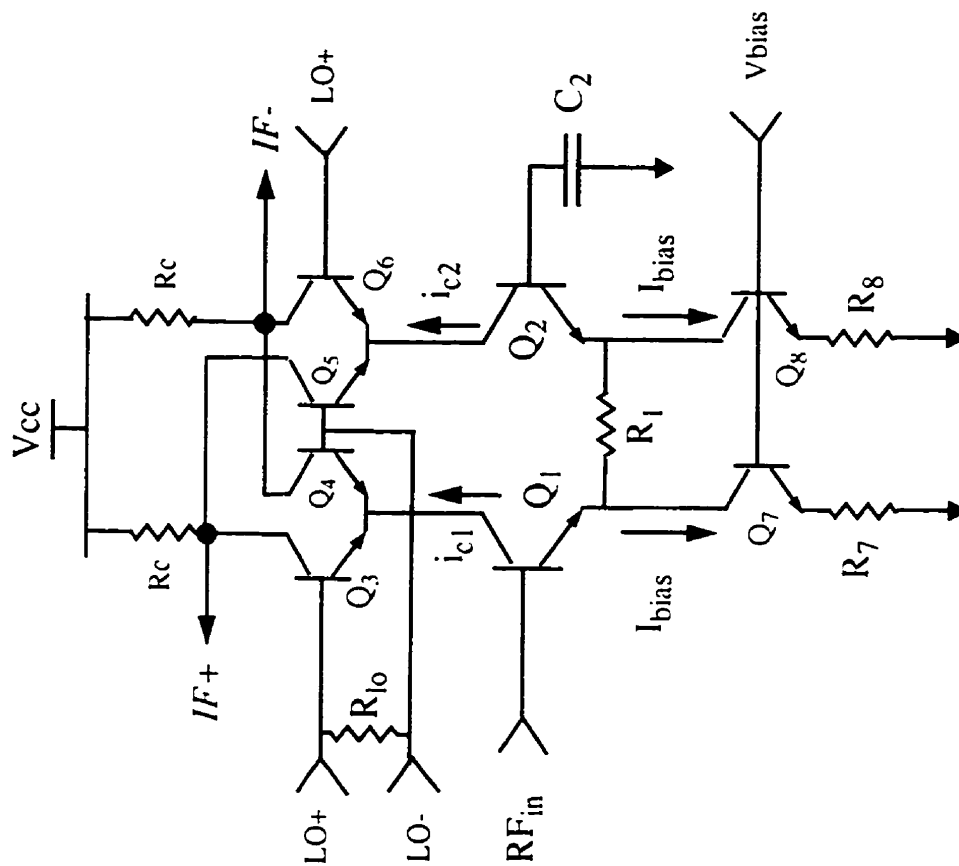 Vcc
Rc
Rc
IF+
IF-
LO+
LO+
Rlo
LO-
Q3
Q4
Q5
Q6
ic1
ic2
RFin
Q1
Q2
C2
R1
Ibias
Ibias
Vbias
Q7
Q8
R7
R8